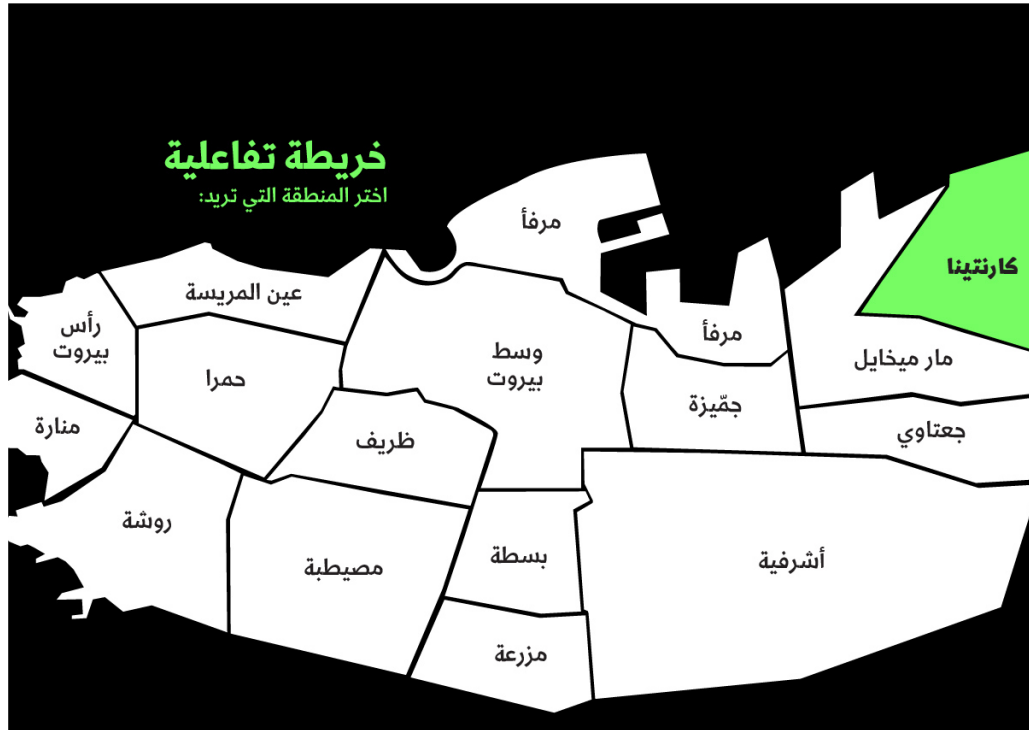 خريطة تفاعلية
اختر المنطقة التي تريد:
مرفأ
كارنتينا
عين المريسة
رأس
بيروت
مرفأ
مار ميخايل
وسط
بيروت
حمرا
جمّيزة
منارة
ظريف
جعتاوي
روشة
مصيطبة
بسطة
أشرفية
مزرعة